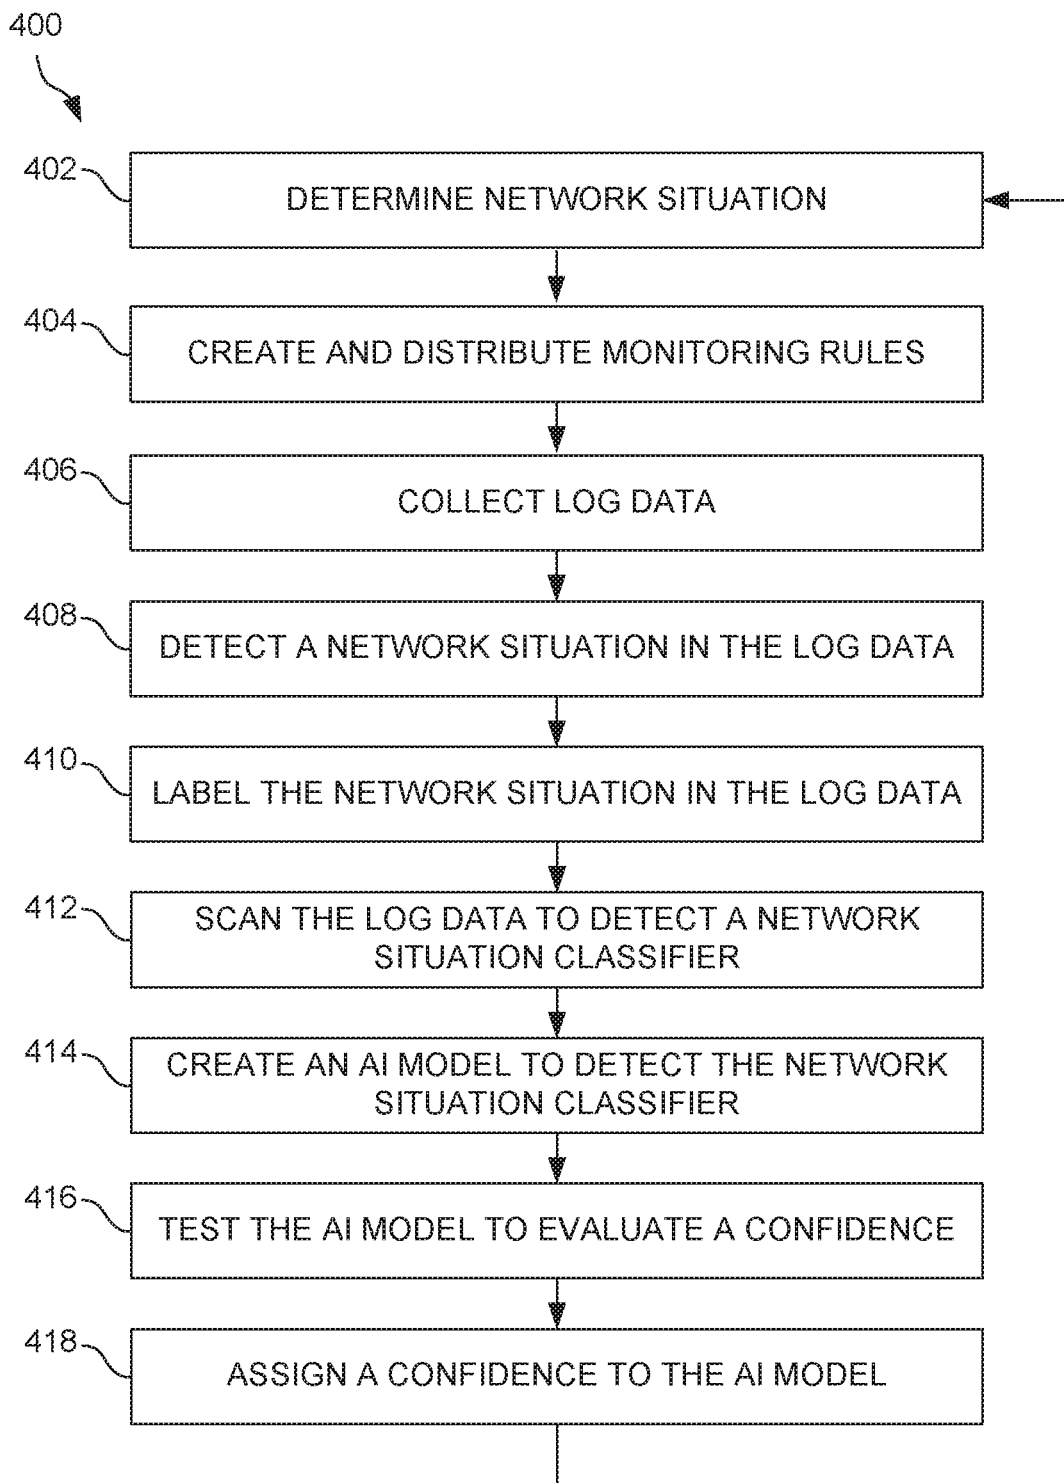 400
402
DETERMINE NETWORK SITUATION
404
CREATE AND DISTRIBUTE MONITORING RULES
406
COLLECT LOG DATA
408
DETECT A NETWORK SITUATION IN THE LOG DATA
410
LABEL THE NETWORK SITUATION IN THE LOG DATA
412
SCAN THE LOG DATA TO DETECT A NETWORK
SITUATION CLASSIFIER
414
CREATE AN AI MODEL TO DETECT THE NETWORK
SITUATION CLASSIFIER
416
TEST THE AI MODEL TO EVALUATE A CONFIDENCE
418
ASSIGN A CONFIDENCE TO THE AI MODEL